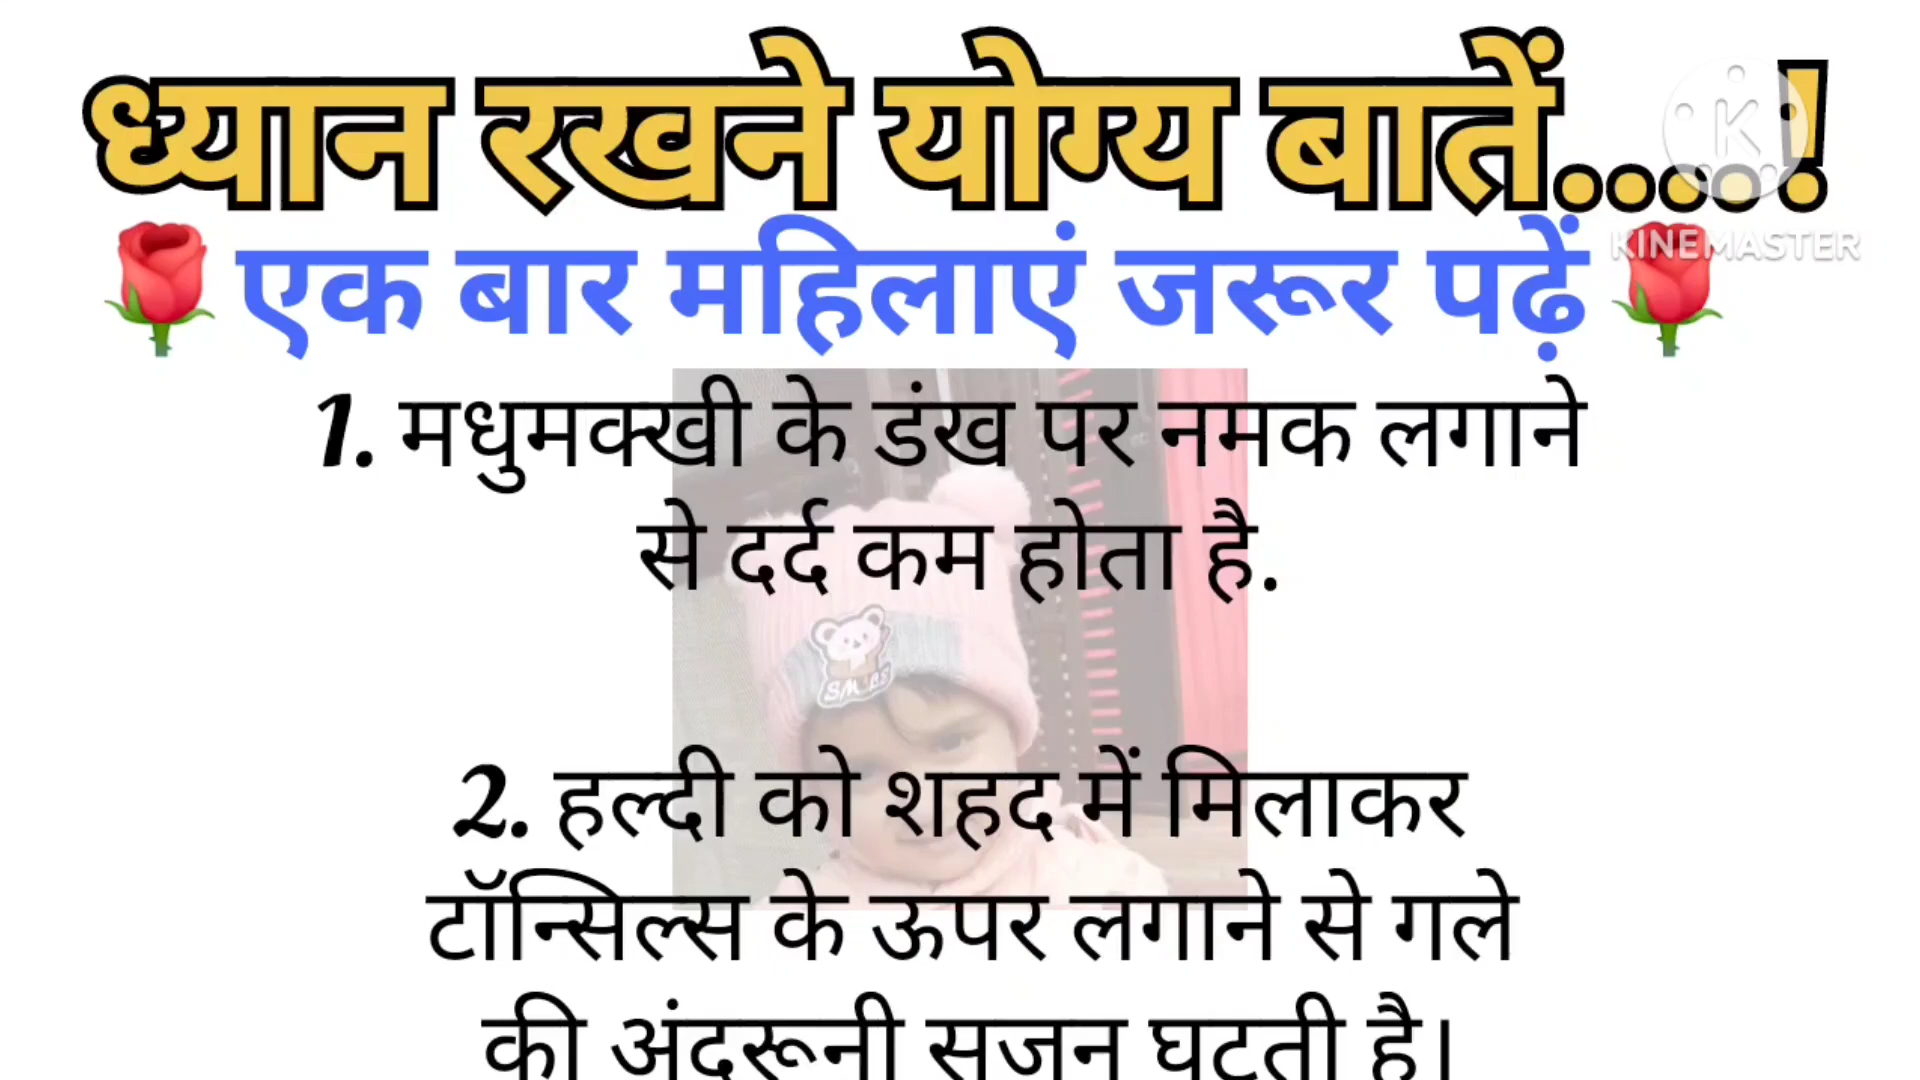 ध्यान रखने योग्य बातें.....!
KINEMASTER
🌹एक बार महिलाएं जरूर पढ़ें🌹
1. मधुमक्खी के डंख पर नमक लगाने
से दर्द कम होता है.
2. हल्दी को शहद में मिलाकर
टॉन्सिल्स के ऊपर लगाने से गले
की अंदरूनी सूजन घटती है।